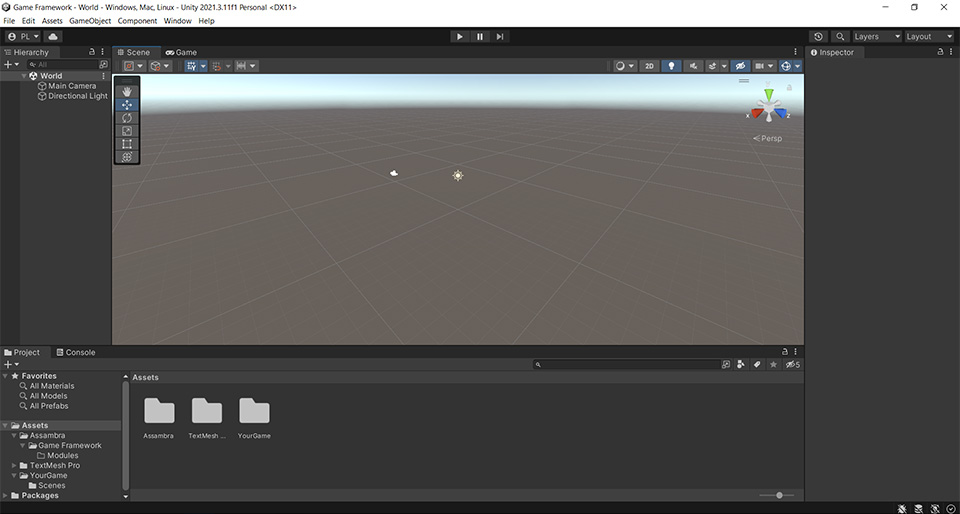 Game Framework - World - Windows, Mac, Linux - Unity 2021.3.11f1 Personal <DX11>
File Edit Assets GameObject Component Window Help
PL Layers Layout
Hierarchy Scene Game Inspector
All
2D
World
Main Camera
Directional Light
x z
Persp
Project Console
5
Favorites
All Materials
All Models
All Prefabs
Assets
Assets
Assambra
Game Framework
Modules
TextMesh Pro
YourGame
Scenes
Packages
Assambra TextMesh ... YourGame